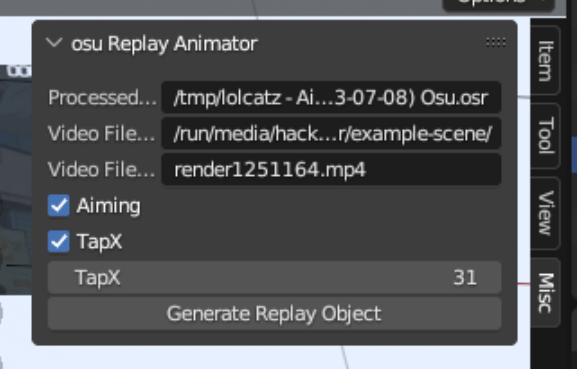 Options
osu Replay Animator
Processed... /tmp/lolcatz - Ai...3-07-08) Osu.osr
Video File... /run/media/hack...r/example-scene/
Video File... render1251164.mp4
Aiming
TapX
TapX 31
Generate Replay Object
Item
Tool
View
Misc